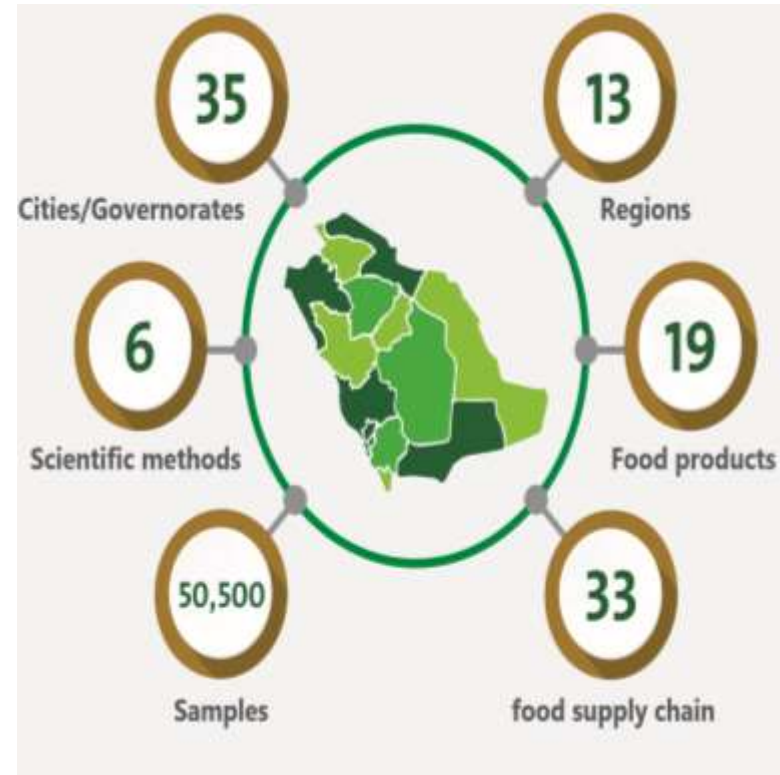 35
Cities/Governorates
13
Regions
6
Scientific methods
19
Food products
50,500
Samples
33
food supply chain